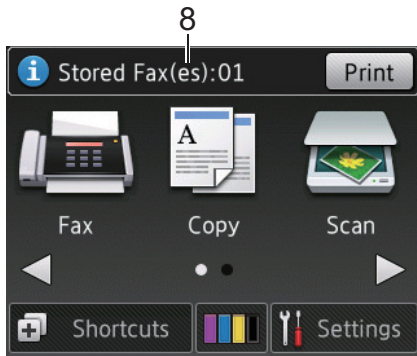 8
Stored Fax(es):01 Print
A
Fax Copy Scan
Shortcuts Settings